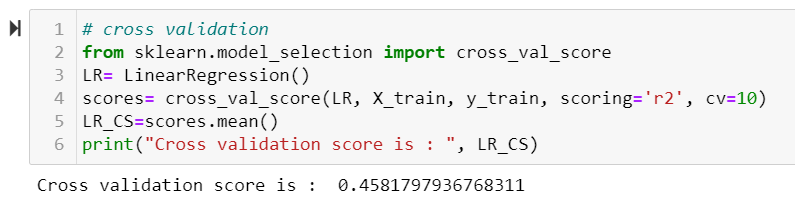 1 # cross validation
2 from sklearn.model_selection import cross_val_score
3 LR= LinearRegression()
4 scores= cross_val_score(LR, X_train, y_train, scoring='r2', cv=10)
5 LR_CS=scores.mean()
6 print("Cross validation score is : ", LR_CS)
Cross validation score is :  0.4581797936768311